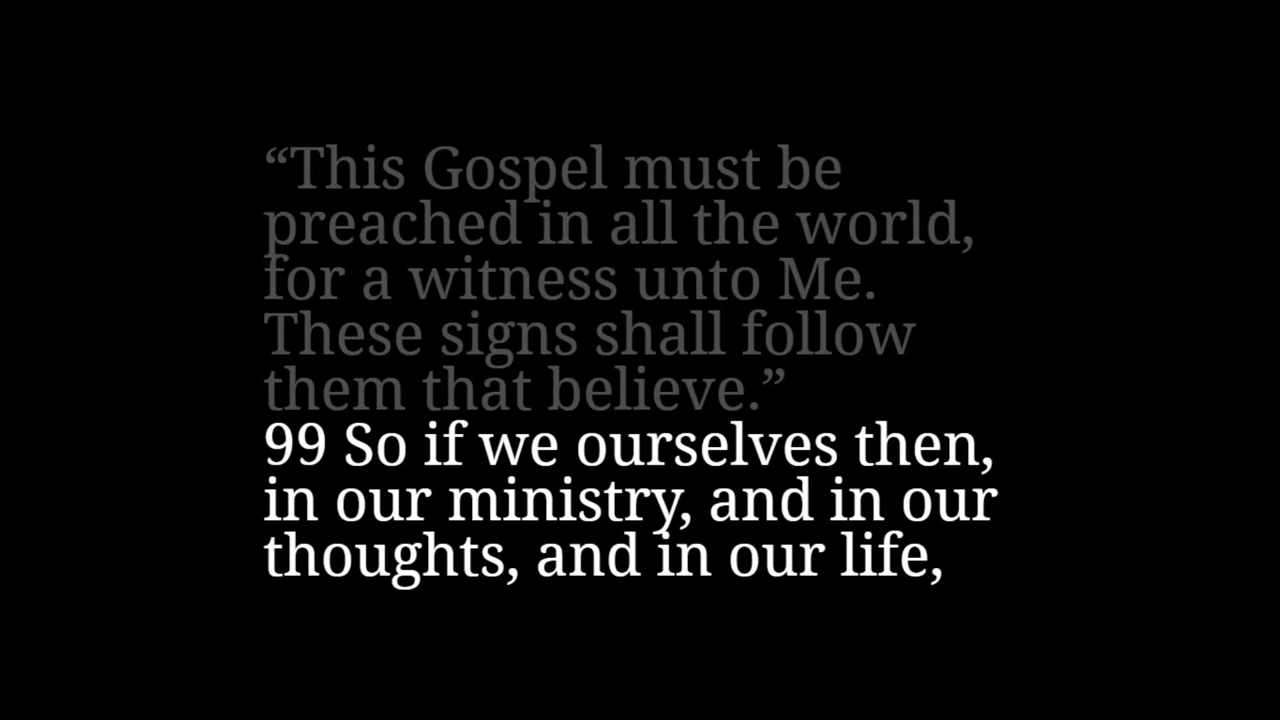 “This Gospel must be
preached in all the world,
for a witness unto Me.
These signs shall follow
them that believe.”
99 So if we ourselves then,
in our ministry, and in our
thoughts, and in our life,